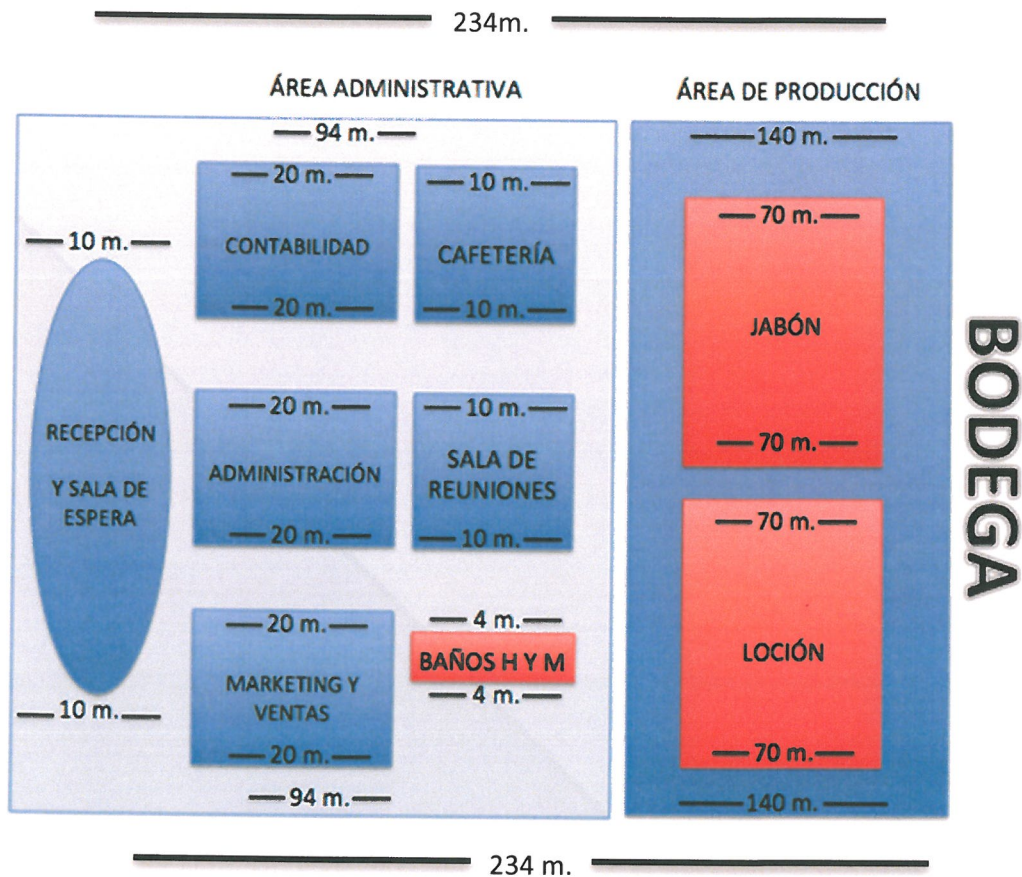 234m.
ÁREA ADMINISTRATIVA
ÁREA DE PRODUCCIÓN
94 m.
140 m.
20 m.
10 m.
CONTABILIDAD
CAFETERÍA
20 m.
10 m.
10 m.
RECEPCIÓN
Y SALA DE
ESPERA
10 m.
20 m.
10 m.
ADMINISTRACIÓN
SALA DE
REUNIONES
20 m.
10 m.
20 m.
4 m.
MARKETING Y
VENTAS
BAÑOS H Y M
4 m.
20 m.
94 m.
70 m.
JABÓN
70 m.
70 m.
LOCIÓN
70 m.
140 m.
BODEGA
234 m.